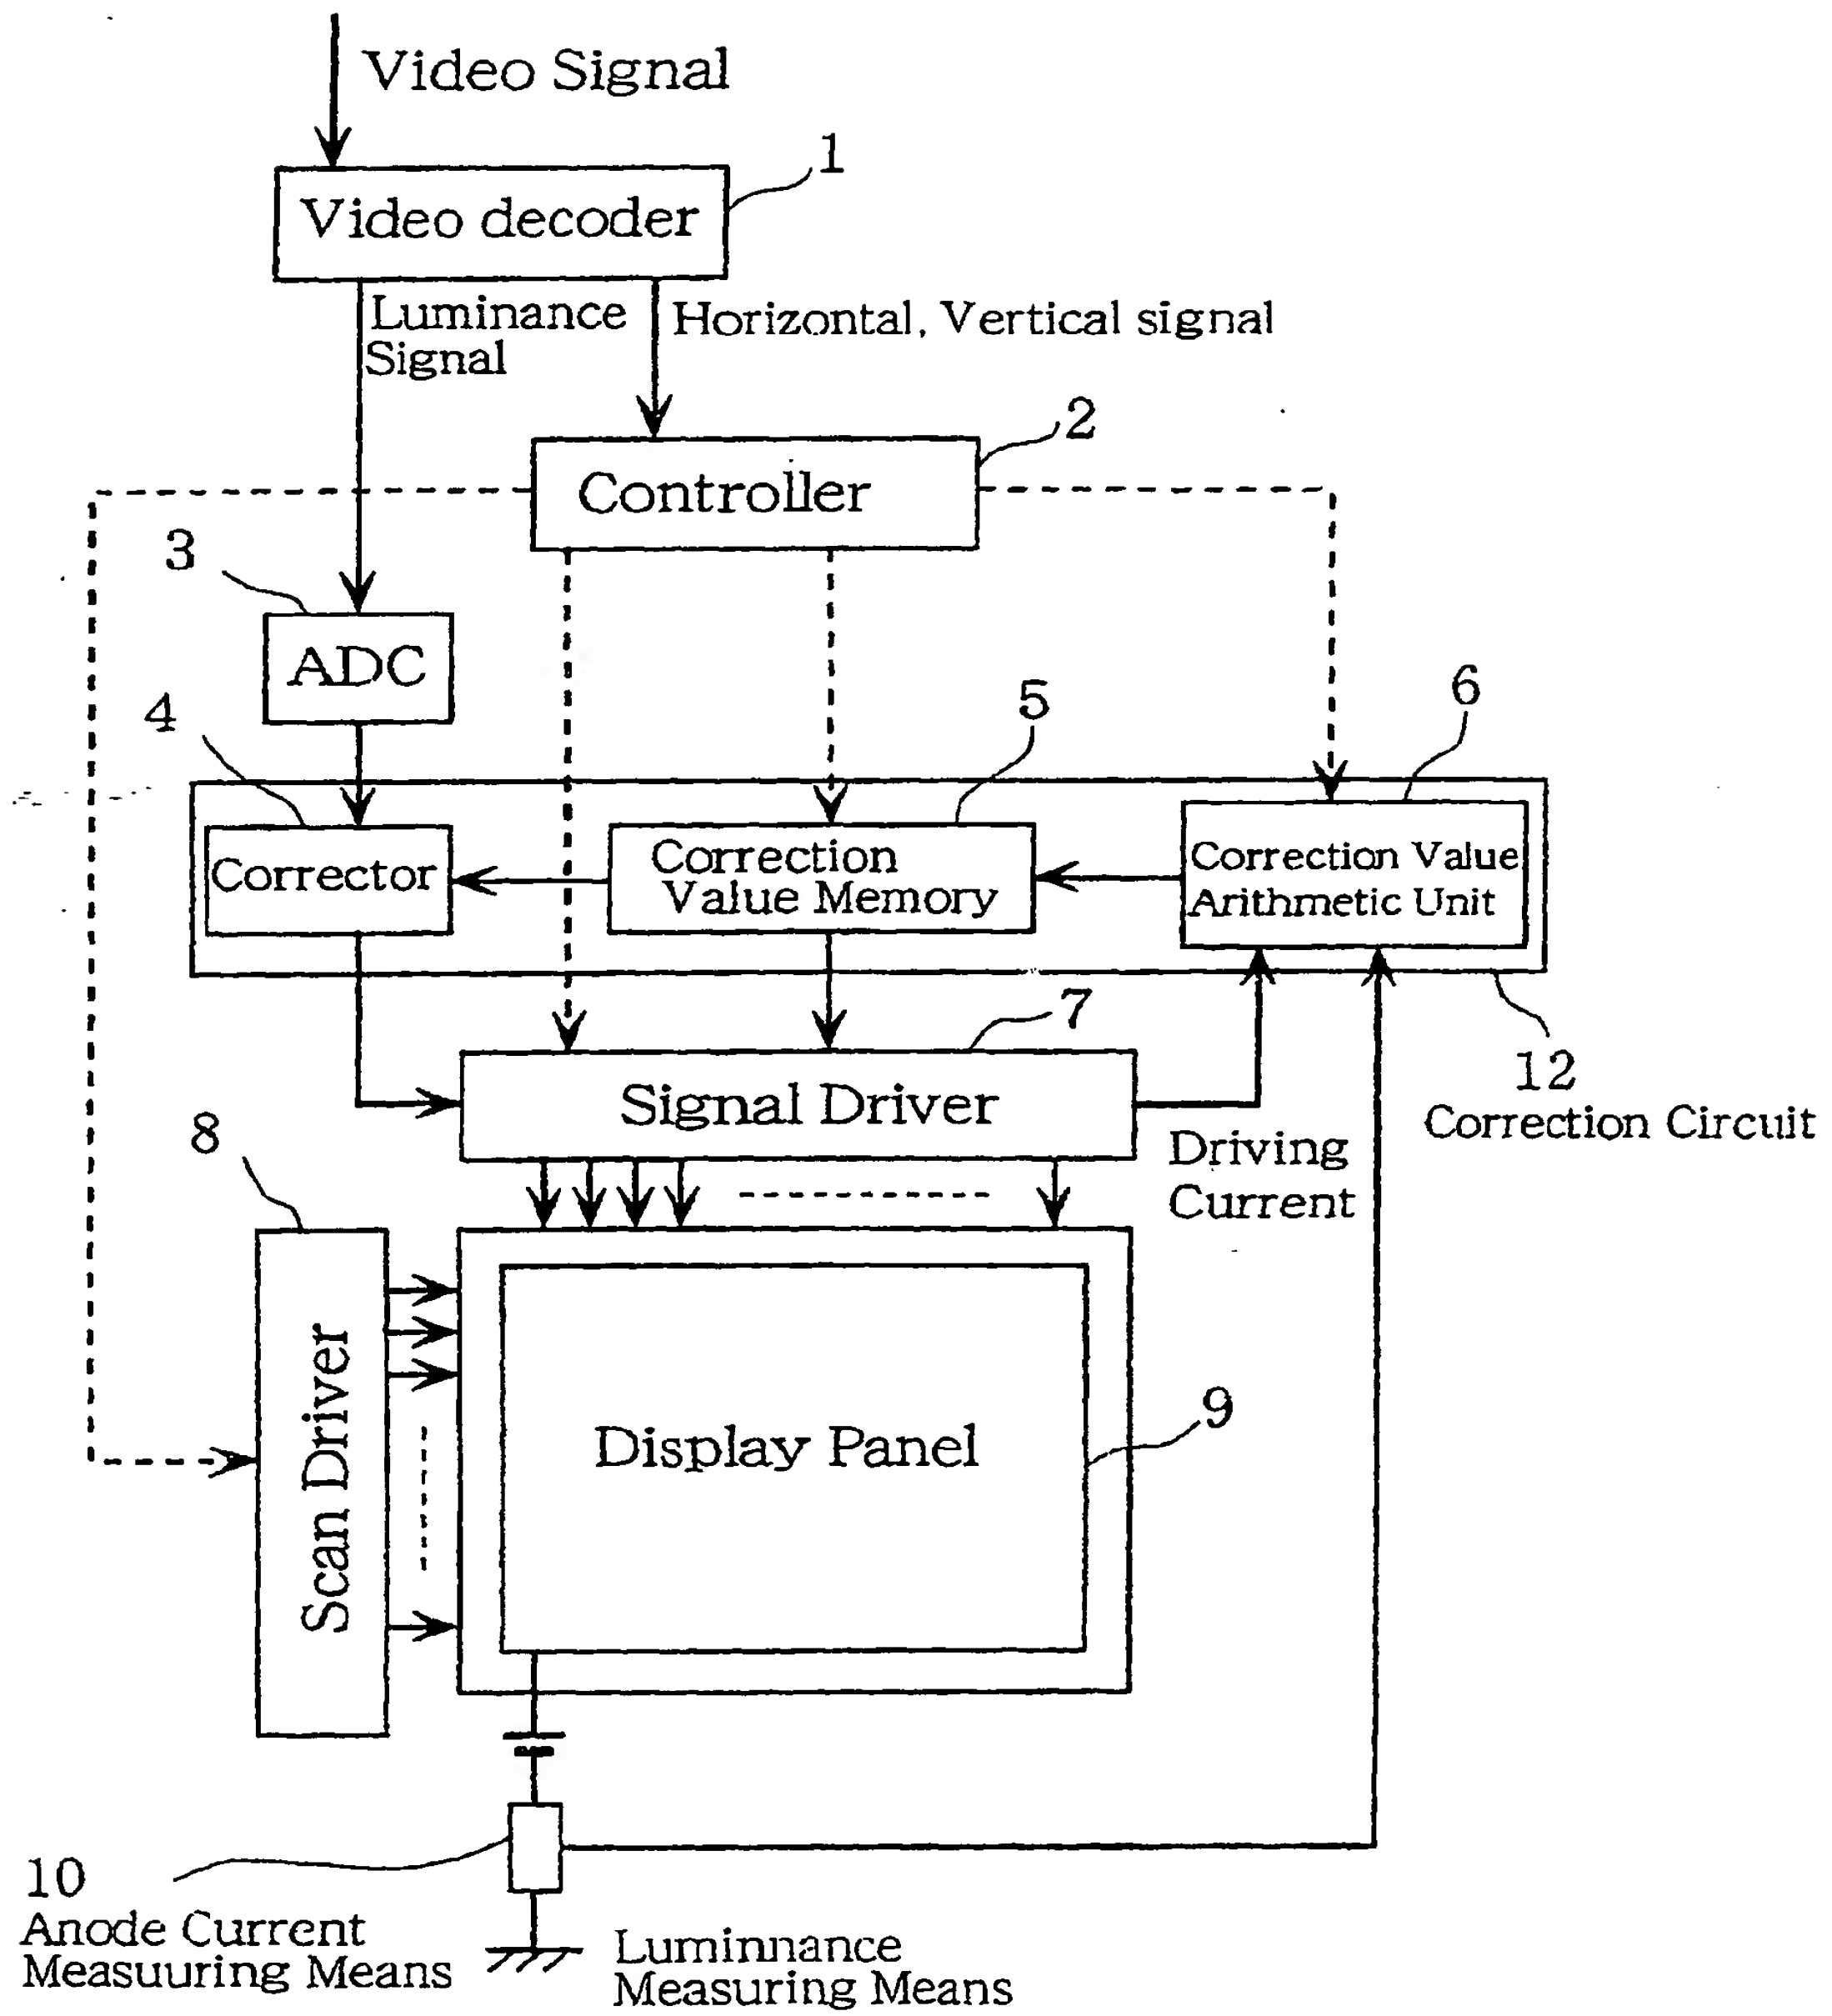 Video Signal
1
Video decoder
Luminance
Signal
Horizontal, Vertical signal
2
Controller
3
ADC
4
5
6
Corrector
Correction
Value Memory
Correction Value
Arithmetic Unit
7
12
Correction Circuit
Signal Driver
Driving
Current
8
Scan Driver
Display Panel
9
10
Anode Current
Measuuring Means
Luminnance
Measuring Means